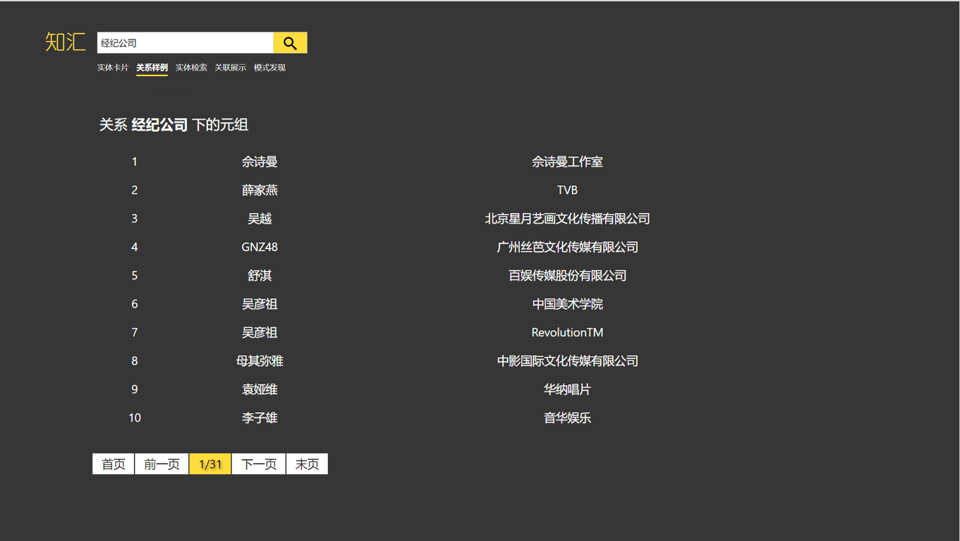 知汇 经纪公司
实体卡片 关系样例 实体检索 关联展示 模式发现
关系 经纪公司 下的元组
1 佘诗曼 佘诗曼工作室
2 薛家燕 TVB
3 吴越 北京星月艺画文化传播有限公司
4 GNZ48 广州丝芭文化传媒有限公司
5 舒淇 百娱传媒股份有限公司
6 吴彦祖 中国美术学院
7 吴彦祖 RevolutionTM
8 母其弥雅 中影国际文化传媒有限公司
9 袁娅维 华纳唱片
10 李子雄 音华娱乐
首页 前一页 1/31 下一页 末页